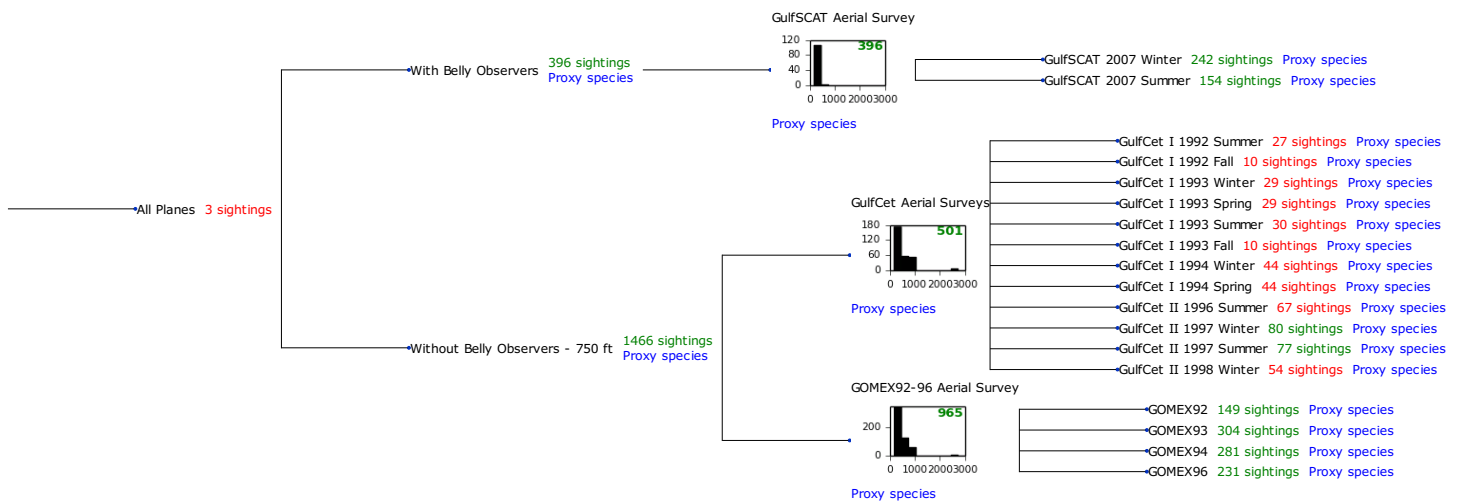 All Planes 3 sightings
With Belly Observers 396 sightings
Proxy species
GulfSCAT Aerial Survey
120
80
40
0
396
0 1000 2000 3000
Proxy species
GulfSCAT 2007 Winter 242 sightings Proxy species
GulfSCAT 2007 Summer 154 sightings Proxy species
Without Belly Observers - 750 ft 1466 sightings
Proxy species
GulfCet Aerial Surveys
180
120
60
0
501
0 1000 2000 3000
Proxy species
GulfCet I 1992 Summer 27 sightings Proxy species
GulfCet I 1992 Fall 10 sightings Proxy species
GulfCet I 1993 Winter 29 sightings Proxy species
GulfCet I 1993 Spring 29 sightings Proxy species
GulfCet I 1993 Summer 30 sightings Proxy species
GulfCet I 1993 Fall 10 sightings Proxy species
GulfCet I 1994 Winter 44 sightings Proxy species
GulfCet I 1994 Spring 44 sightings Proxy species
GulfCet II 1996 Summer 67 sightings Proxy species
GulfCet II 1997 Winter 80 sightings Proxy species
GulfCet II 1997 Summer 77 sightings Proxy species
GulfCet II 1998 Winter 54 sightings Proxy species
GOMEX92-96 Aerial Survey
200
0
965
0 1000 2000 3000
Proxy species
GOMEX92 149 sightings Proxy species
GOMEX93 304 sightings Proxy species
GOMEX94 281 sightings Proxy species
GOMEX96 231 sightings Proxy species